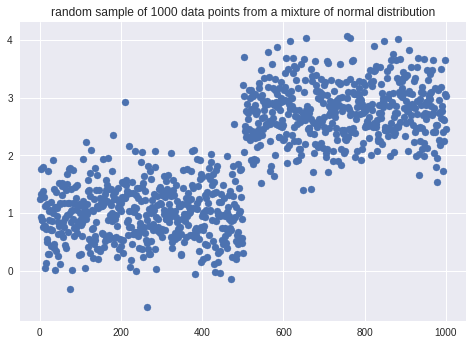 random sample of 1000 data points from a mixture of normal distribution
4
3
2
1
0
0 200 400 600 800 1000